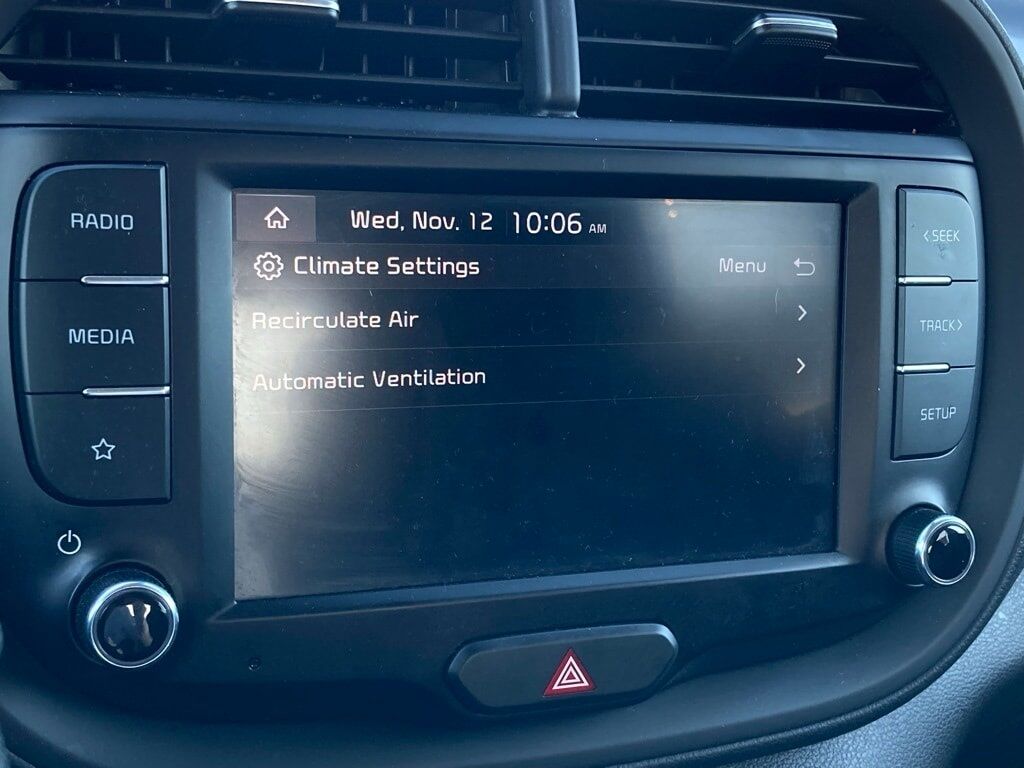 RADIO
MEDIA
Wed, Nov. 12 10:06 AM
Climate Settings Menu
Recirculate Air >
Automatic Ventilation >
< SEEK
TRACK >
SETUP